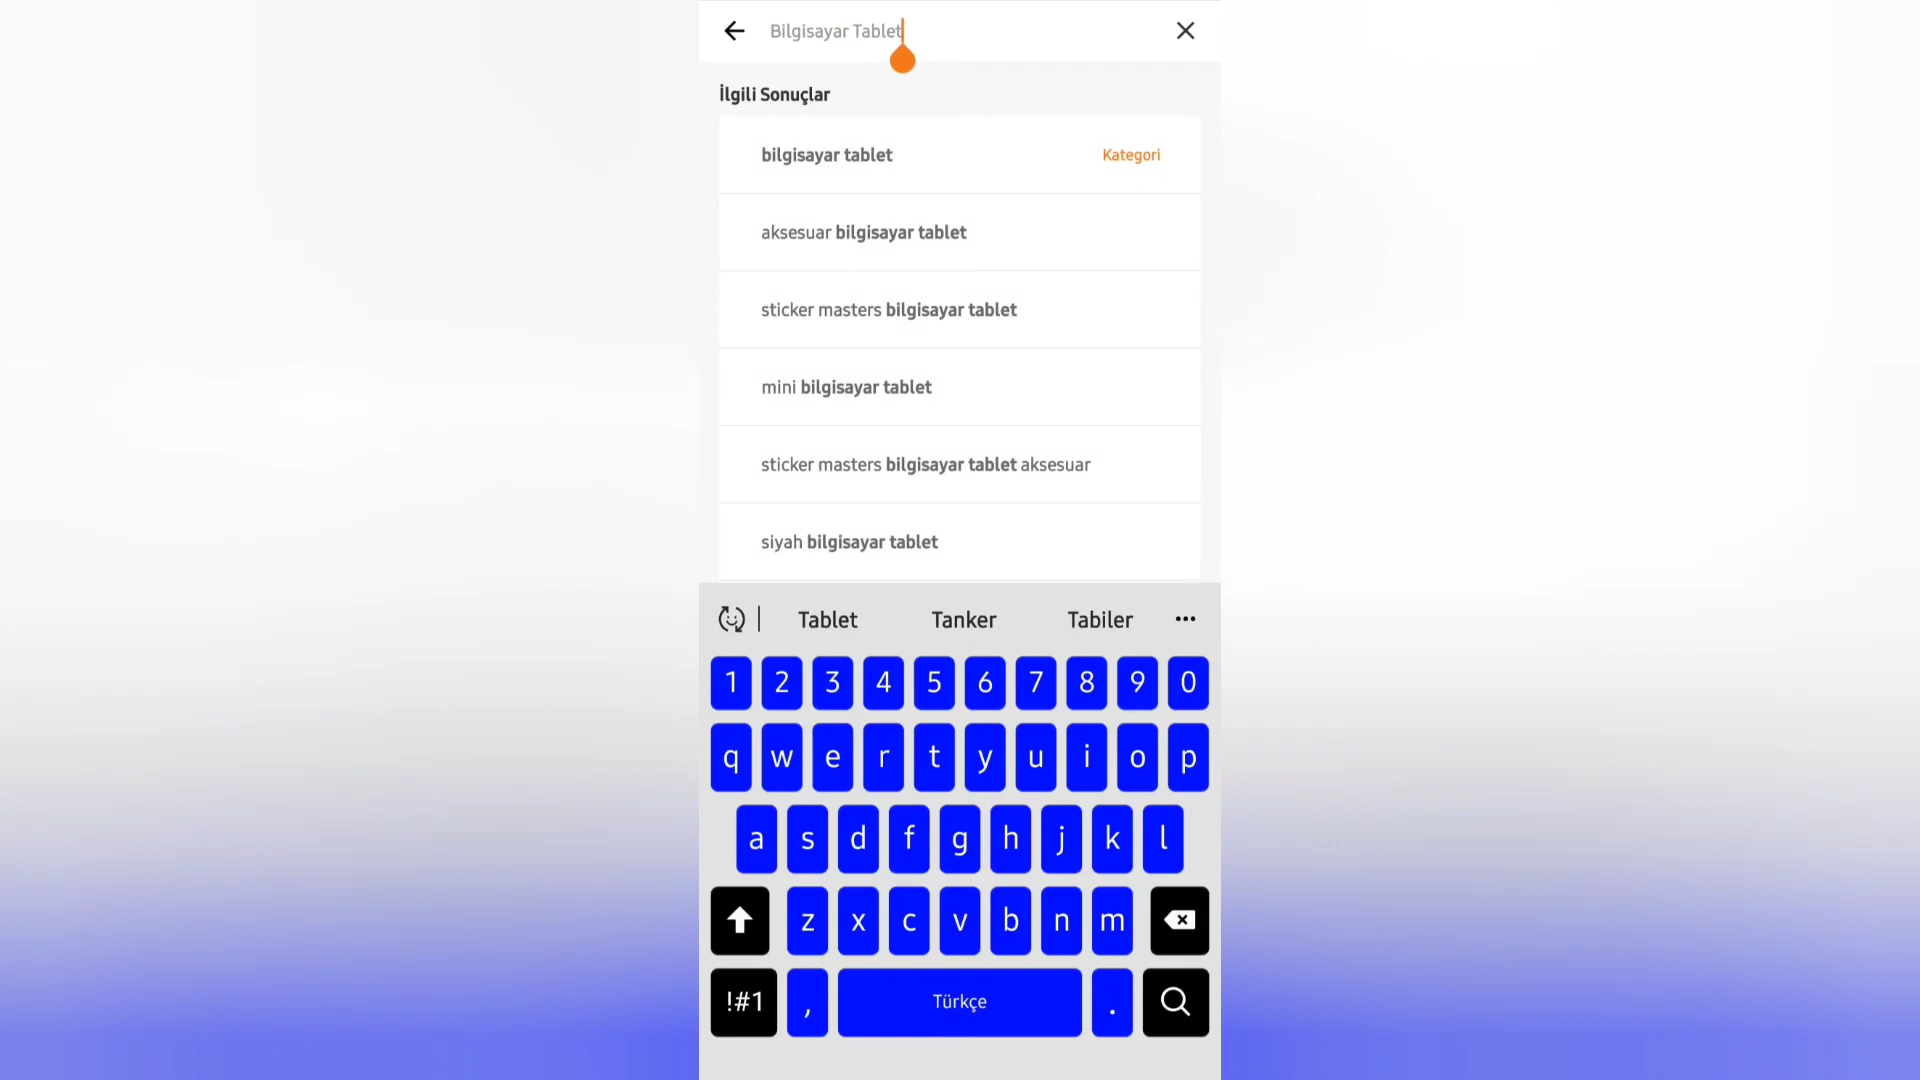 Bilgisayar Tablet
İlgili Sonuçlar
bilgisayar tablet Kategori
aksesuar bilgisayar tablet
sticker masters bilgisayar tablet
mini bilgisayar tablet
sticker masters bilgisayar tablet aksesuar
siyah bilgisayar tablet
Tablet Tanker Tabiler
1 2 3 4 5 6 7 8 9 0
q w e r t y u i o p
a s d f g h j k l
z x c v b n m
!#1 , Türkçe .